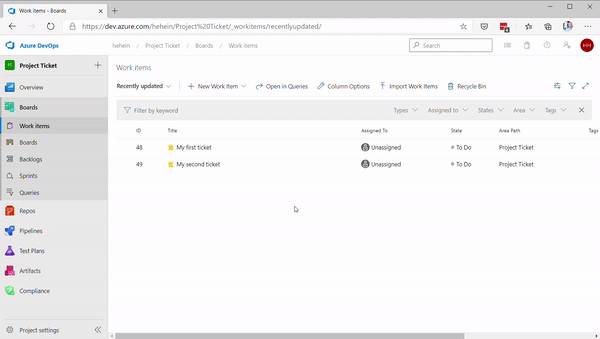 Work items - Boards
https://dev.azure.com/hehein/Project%20Ticket/_workitems/recentlyupdated/
Azure DevOps
hehein / Project Ticket / Boards / Work items
Search
HH
Project Ticket
Overview
Boards
Work items
Boards
Backlogs
Sprints
Queries
Repos
Pipelines
Test Plans
Artifacts
Compliance
Project settings
Work items
Recently updated
New Work Item
Open in Queries
Column Options
Import Work Items
Recycle Bin
Filter by keyword
Types
Assigned to
States
Area
Tags
ID Title Assigned To State Area Path Tags
48 My first ticket Unassigned To Do Project Ticket
49 My second ticket Unassigned To Do Project Ticket